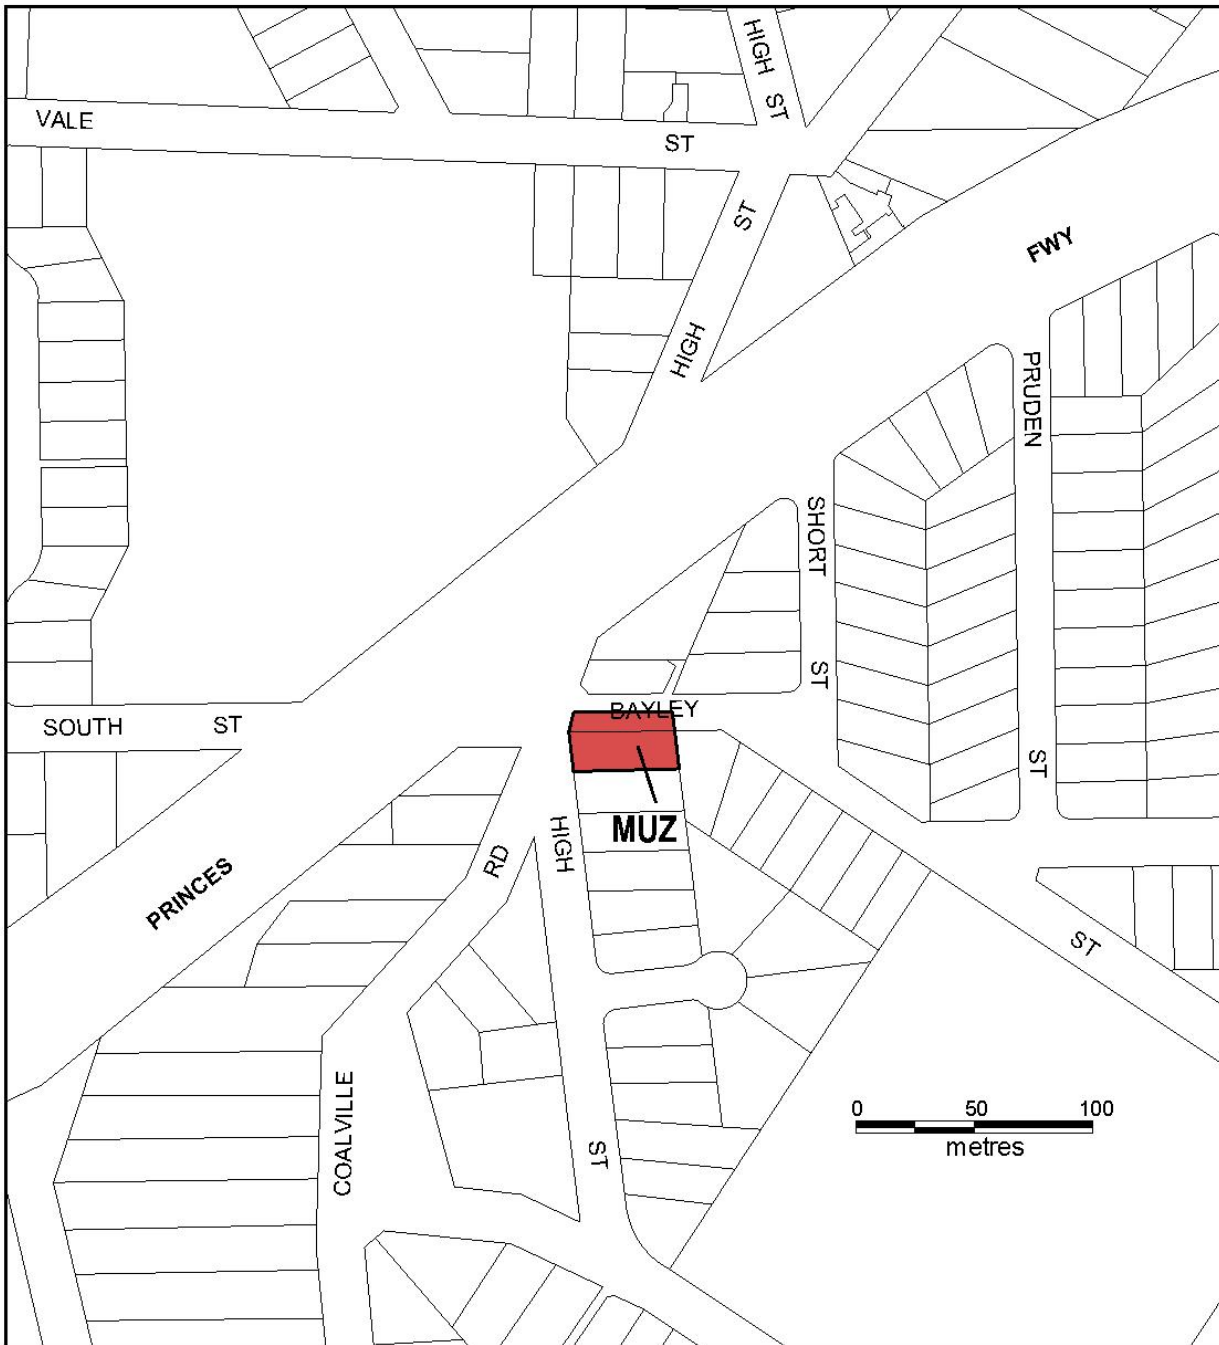 HIGH ST
VALE ST
ST
HIGH
FWY
PRUDEN
SHORT
ST
BAYLEY
SOUTH ST
ST
MUZ
HIGH
RD
PRINCES
ST
0 50 100
metres
COALVILLE
ST